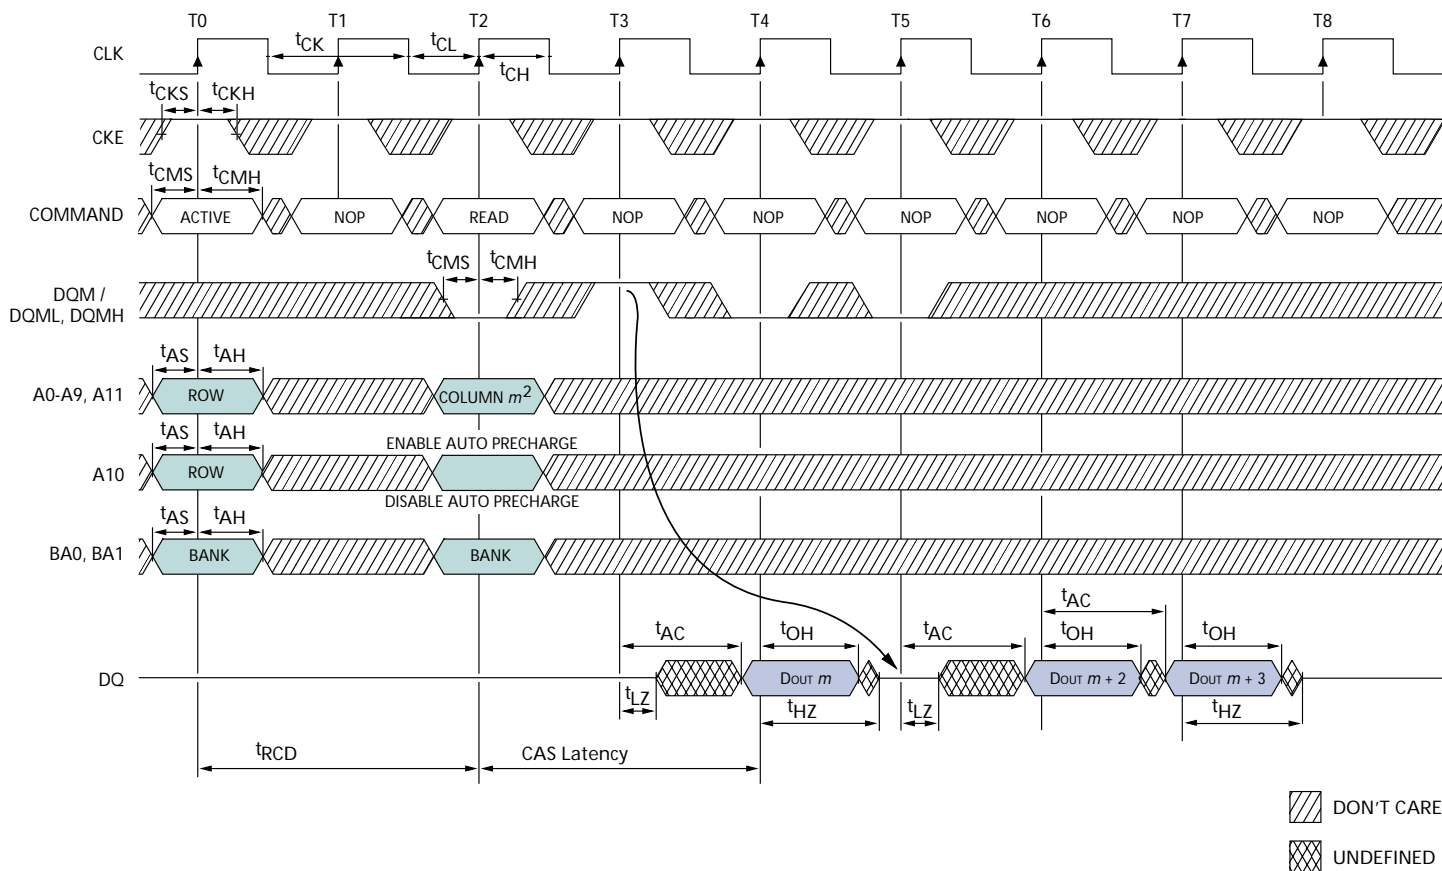 T0 T1 T2 T3 T4 T5 T6 T7 T8
CLK
tCK tCL
tCH
tCKS tCKH
CKE
tCMS tCMH
COMMAND ACTIVE NOP READ NOP NOP NOP NOP NOP NOP
tCMS tCMH
DQM /
DQML, DQMH
tAS tAH
A0-A9, A11 ROW COLUMN m2
tAS tAH ENABLE AUTO PRECHARGE
A10 ROW
DISABLE AUTO PRECHARGE
tAS tAH
BA0, BA1 BANK BANK
tAC
tAC tOH tAC tOH tOH
DQ DOUT m DOUT m + 2 DOUT m + 3
tLZ tHZ tLZ tHZ
tRCD CAS Latency
DON'T CARE
UNDEFINED